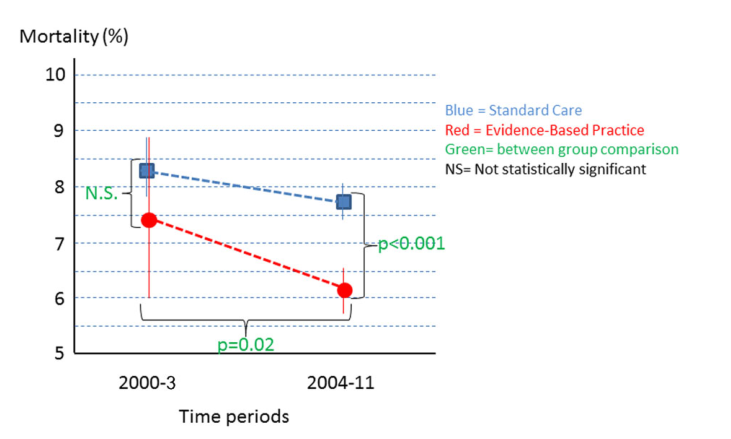 Mortality (%)
10
9
8
7
6
5
N.S.
p<0.001
p=0.02
2000-3
2004-11
Time periods
Blue = Standard Care
Red = Evidence-Based Practice
Green= between group comparison
NS= Not statistically significant